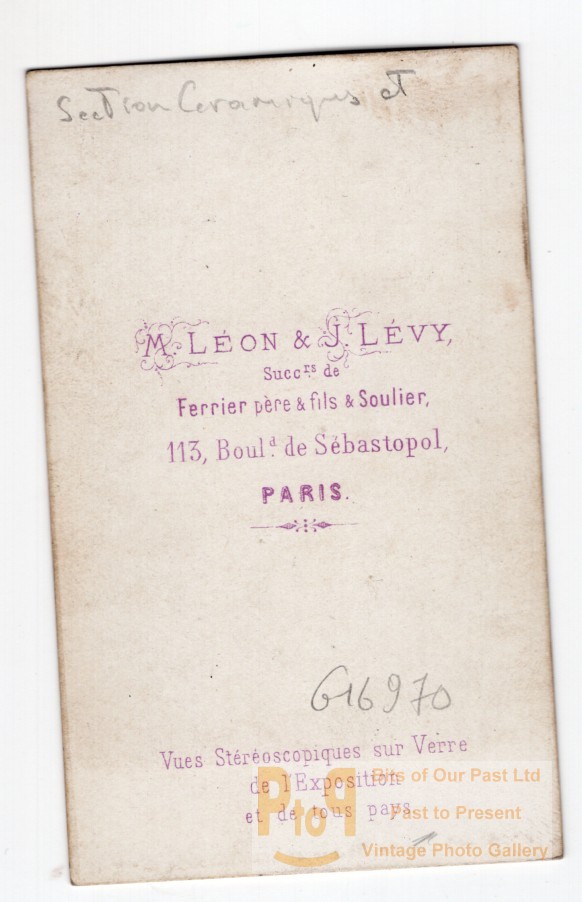 Section Ceramiques et
M. LÉON & J. LÉVY,
Succrs de
Ferrier père & fils & Soulier,
113, Bould. de Sébastopol,
PARIS.
G16970
Vues Stéréoscopiques sur Verre
de l'Exposition
et de tous pays
PtoP
Bits of Our Past Ltd
Past to Present
Vintage Photo Gallery